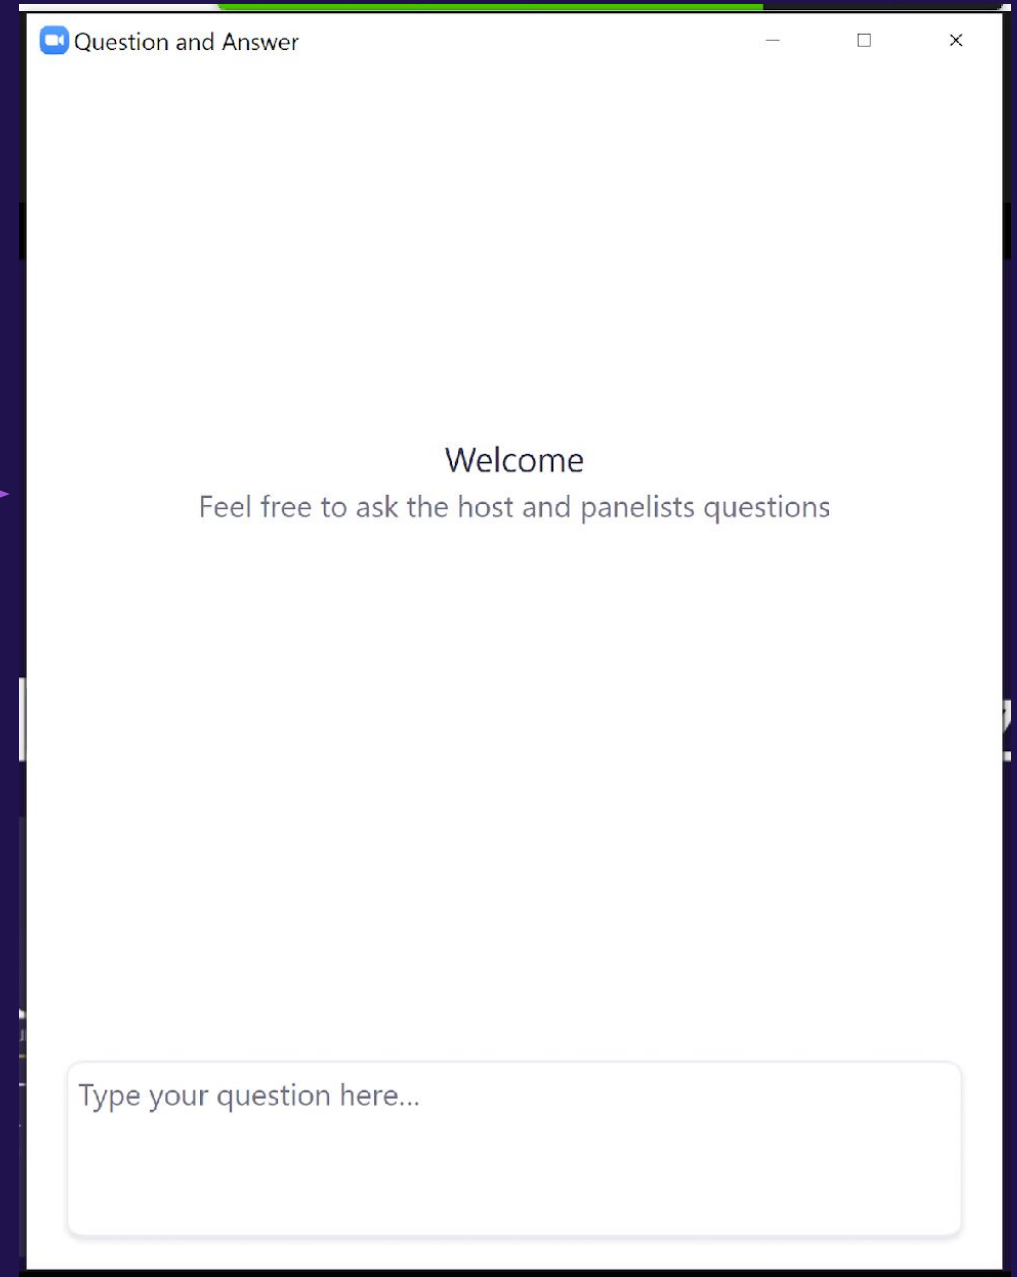 Question and Answer
Welcome
Feel free to ask the host and panelists questions
Type your question here...